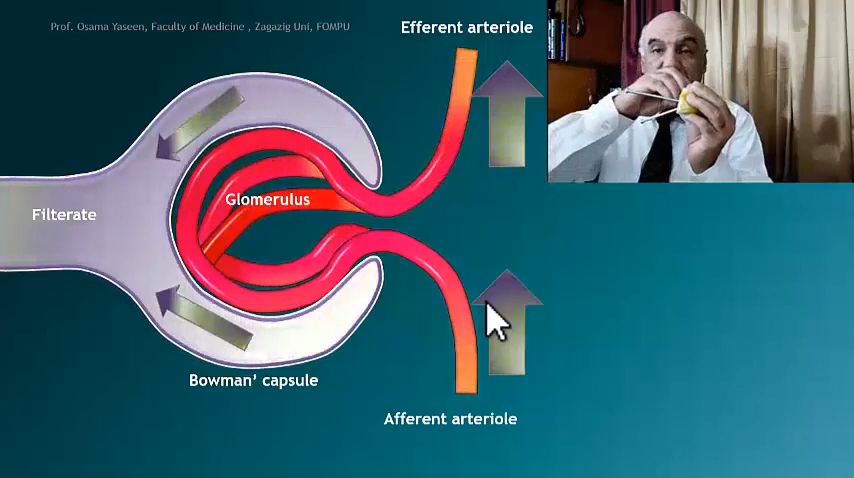 Prof. Osama Yaseen, Faculty of Medicine , Zagazig Uni, FOMPU
Efferent arteriole
Glomerulus
Filterate
Bowman’ capsule
Afferent arteriole